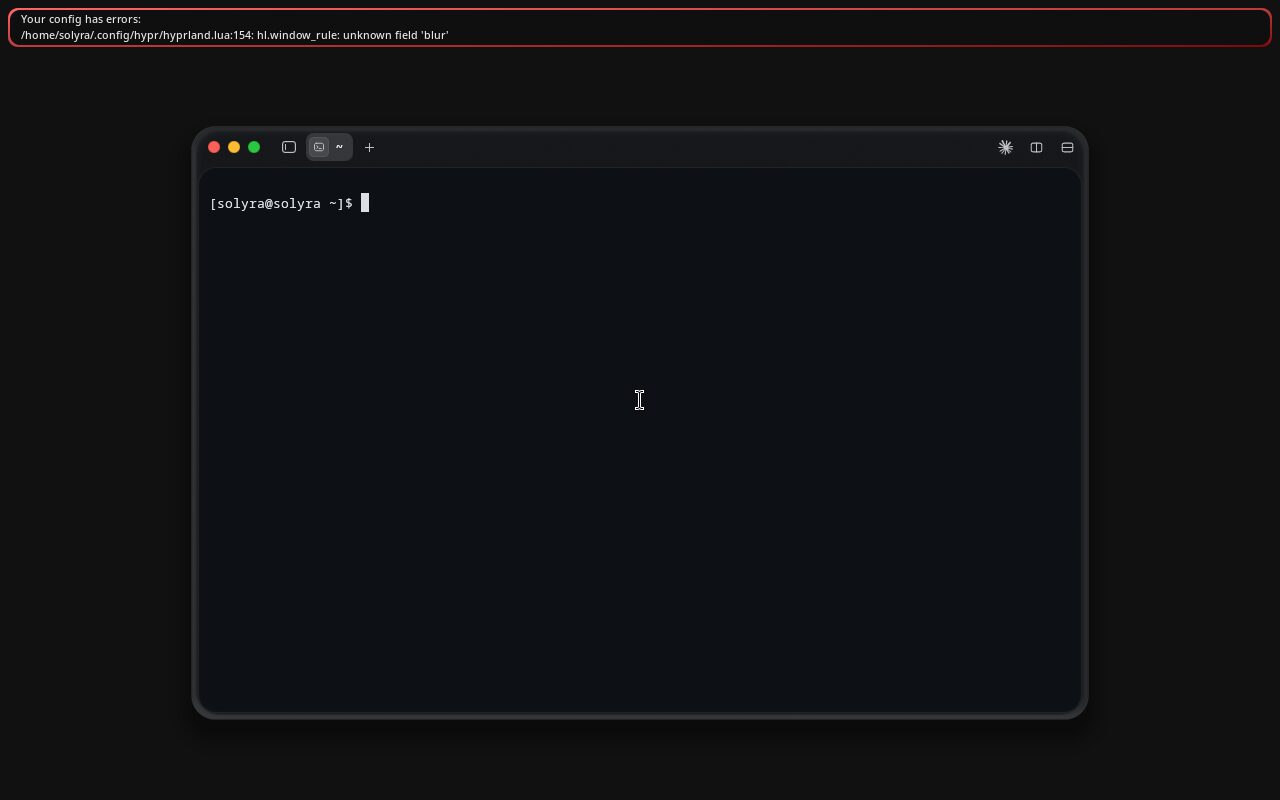 Your config has errors:
/home/solyra/.config/hypr/hyprland.lua:154: hl.window_rule: unknown field 'blur'
~
[solyra@solyra ~]$